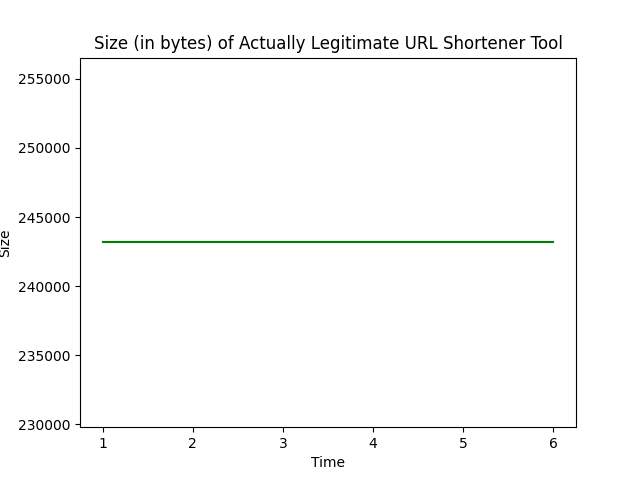 Size (in bytes) of Actually Legitimate URL Shortener Tool
255000
250000
245000
240000
235000
230000
Size
1 2 3 4 5 6
Time